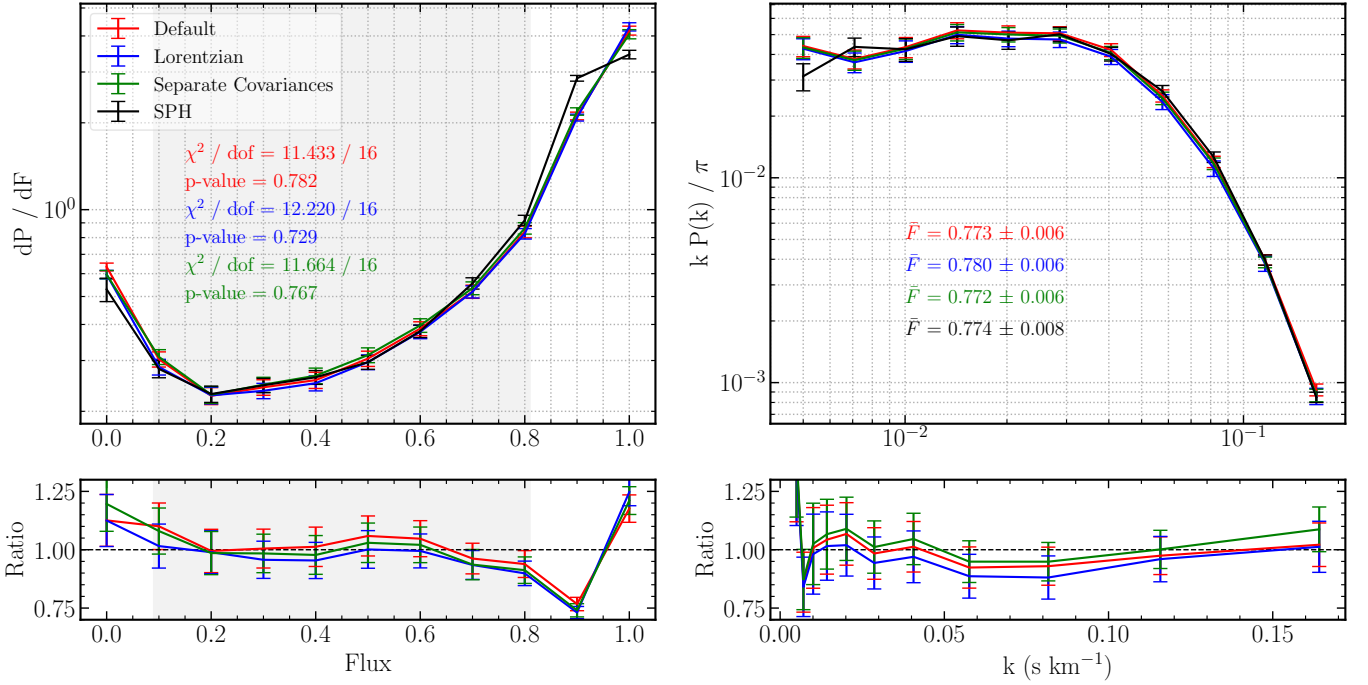 Default
Lorentzian
Separate Covariances
SPH
χ² / dof = 11.433 / 16
p-value = 0.782
χ² / dof = 12.220 / 16
p-value = 0.729
χ² / dof = 11.664 / 16
p-value = 0.767
dP / dF
10⁰
0.0 0.2 0.4 0.6 0.8 1.0
k P(k) / π
10⁻²
10⁻³
F̄ = 0.773 ± 0.006
F̄ = 0.780 ± 0.006
F̄ = 0.772 ± 0.006
F̄ = 0.774 ± 0.008
10⁻² 10⁻¹
Ratio
1.25
1.00
0.75
0.0 0.2 0.4 0.6 0.8 1.0
Flux
Ratio
1.25
1.00
0.75
0.00 0.05 0.10 0.15
k (s km⁻¹)